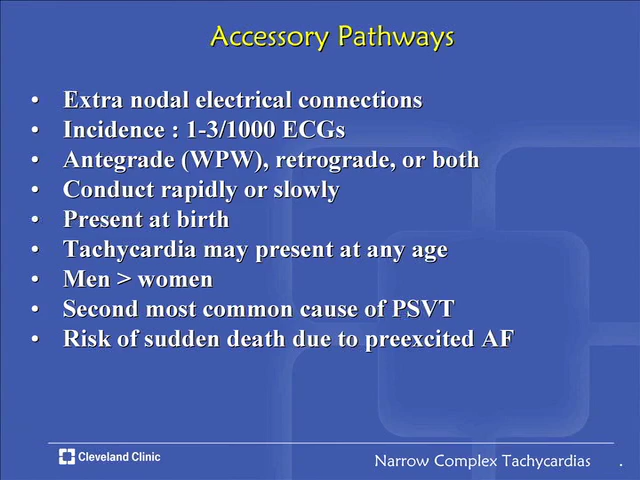 Accessory Pathways
• Extra nodal electrical connections
• Incidence : 1-3/1000 ECGs
• Antegrade (WPW), retrograde, or both
• Conduct rapidly or slowly
• Present at birth
• Tachycardia may present at any age
• Men > women
• Second most common cause of PSVT
• Risk of sudden death due to preexcited AF
Cleveland Clinic
Narrow Complex Tachycardias .